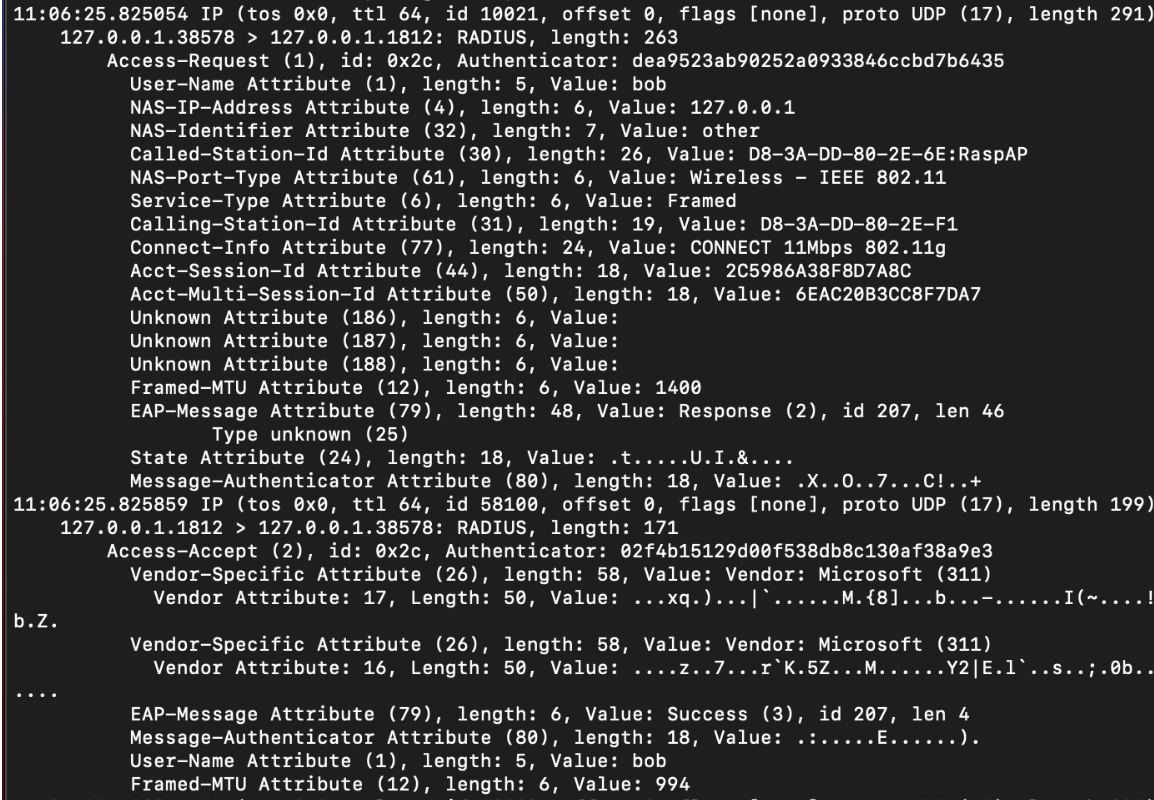 11:06:25.825054 IP (tos 0x0, ttl 64, id 10021, offset 0, flags [none], proto UDP (17), length 291)
127.0.0.1.38578 > 127.0.0.1.1812: RADIUS, length: 263
Access-Request (1), id: 0x2c, Authenticator: dea9523ab90252a0933846ccbd7b6435
User-Name Attribute (1), length: 5, Value: bob
NAS-IP-Address Attribute (4), length: 6, Value: 127.0.0.1
NAS-Identifier Attribute (32), length: 7, Value: other
Called-Station-Id Attribute (30), length: 26, Value: D8-3A-DD-80-2E-6E:RaspAP
NAS-Port-Type Attribute (61), length: 6, Value: Wireless - IEEE 802.11
Service-Type Attribute (6), length: 6, Value: Framed
Calling-Station-Id Attribute (31), length: 19, Value: D8-3A-DD-80-2E-F1
Connect-Info Attribute (77), length: 24, Value: CONNECT 11Mbps 802.11g
Acct-Session-Id Attribute (44), length: 18, Value: 2C5986A38F8D7A8C
Acct-Multi-Session-Id Attribute (50), length: 18, Value: 6EAC20B3CC8F7DA7
Unknown Attribute (186), length: 6, Value:
Unknown Attribute (187), length: 6, Value:
Unknown Attribute (188), length: 6, Value:
Framed-MTU Attribute (12), length: 6, Value: 1400
EAP-Message Attribute (79), length: 48, Value: Response (2), id 207, len 46
Type unknown (25)
State Attribute (24), length: 18, Value: .t.....U.I.&....
Message-Authenticator Attribute (80), length: 18, Value: .X..O..7...C!..+
11:06:25.825859 IP (tos 0x0, ttl 64, id 58100, offset 0, flags [none], proto UDP (17), length 199)
127.0.0.1.1812 > 127.0.0.1.38578: RADIUS, length: 171
Access-Accept (2), id: 0x2c, Authenticator: 02f4b15129d00f538db8c130af38a9e3
Vendor-Specific Attribute (26), length: 58, Value: Vendor: Microsoft (311)
Vendor Attribute: 17, Length: 50, Value: ...xq.)...|`......M.{8]...b...-......I(~....!
b.Z.
Vendor-Specific Attribute (26), length: 58, Value: Vendor: Microsoft (311)
Vendor Attribute: 16, Length: 50, Value: ....z..7...r`K.5Z...M......Y2|E.l`..s..;.0b..
....
EAP-Message Attribute (79), length: 6, Value: Success (3), id 207, len 4
Message-Authenticator Attribute (80), length: 18, Value: .:.....E......).
User-Name Attribute (1), length: 5, Value: bob
Framed-MTU Attribute (12), length: 6, Value: 994